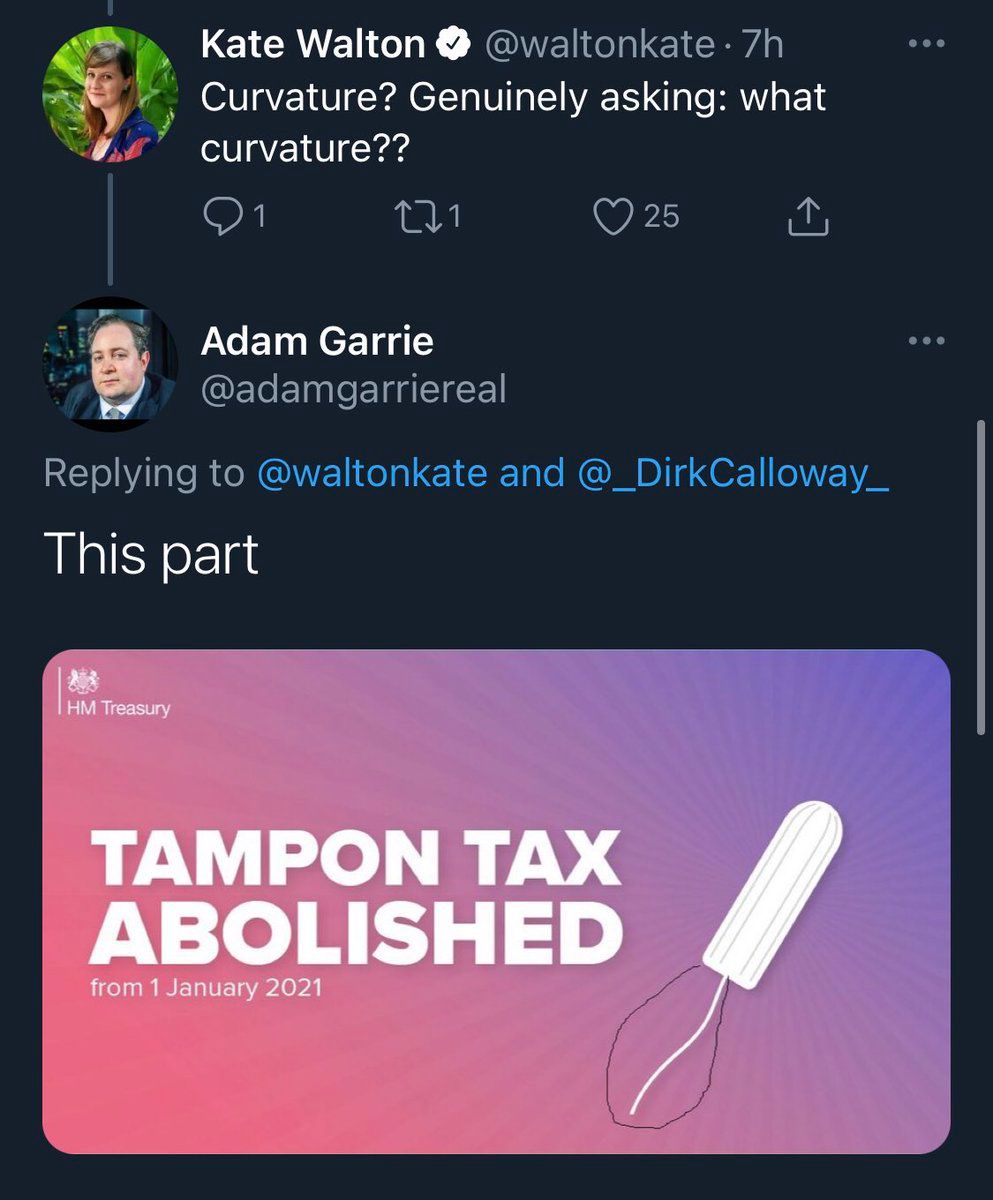 Kate Walton @waltonkate · 7h
Curvature? Genuinely asking: what
curvature??
1 1 25
Adam Garrie
@adamgarriereal
Replying to @waltonkate and @_DirkCalloway_
This part
HM Treasury
TAMPON TAX
ABOLISHED
from 1 January 2021